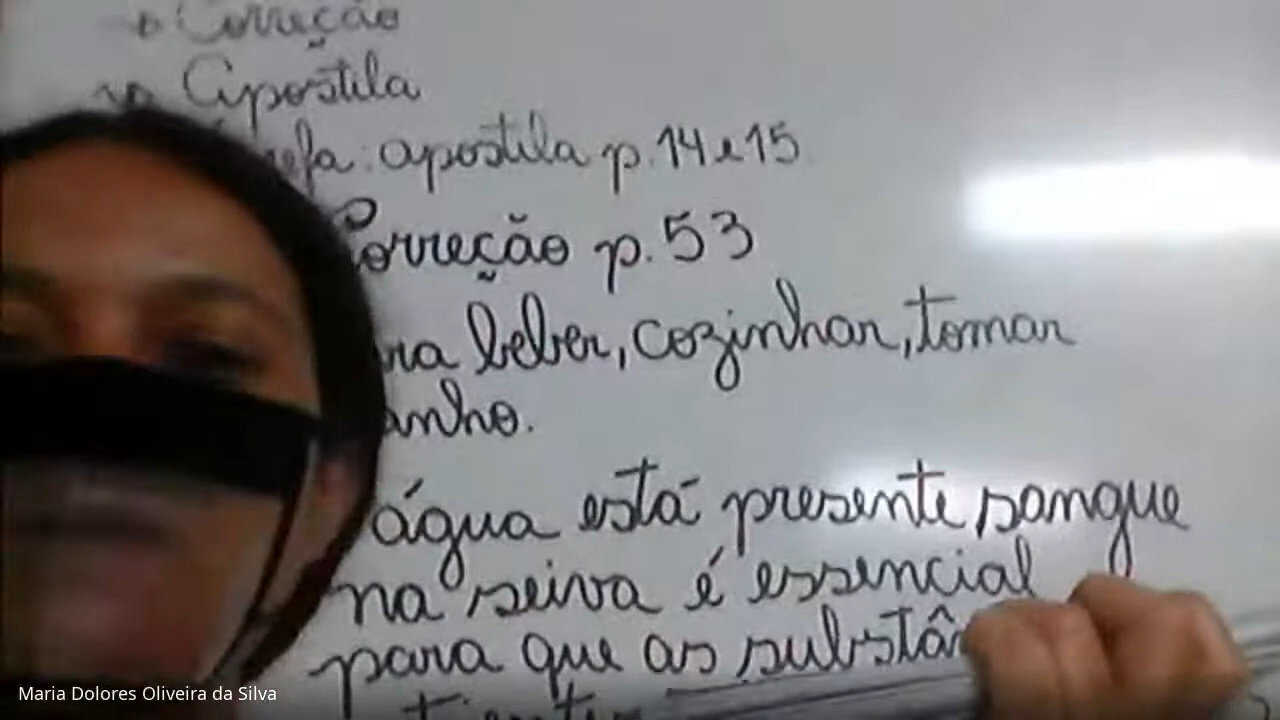 Correção
Apostila
refa: apostila p. 14 e 15
orreção p. 53
ra beber, cozinhar, tomar
anho.
água está presente sangue
na seiva é essencial
para que as substân
Maria Dolores Oliveira da Silva